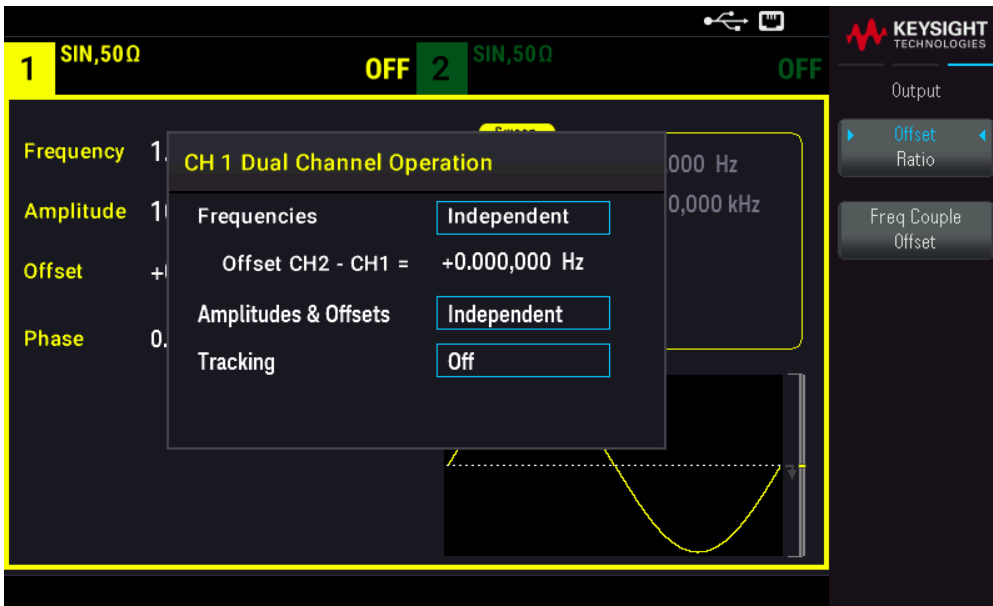 KEYSIGHT
TECHNOLOGIES
1 SIN,50Ω OFF 2 SIN,50Ω OFF
Output
Offset
Ratio
Freq Couple
Offset
Frequency 1.
,000 Hz
CH 1 Dual Channel Operation
Amplitude
0,000 kHz
Frequencies Independent
Offset
Offset CH2 - CH1 = +0.000,000 Hz
Amplitudes & Offsets Independent
Phase 0.
Tracking Off